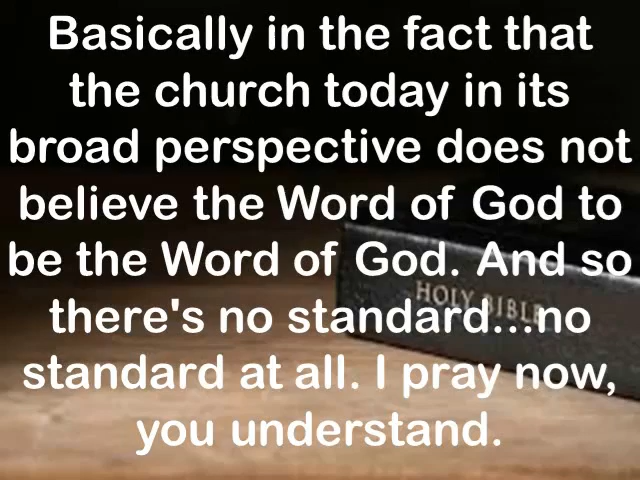 Basically in the fact that
the church today in its
broad perspective does not
believe the Word of God to
be the Word of God. And so
there's no standard...no
standard at all. I pray now,
you understand.
HOLY BIBLE